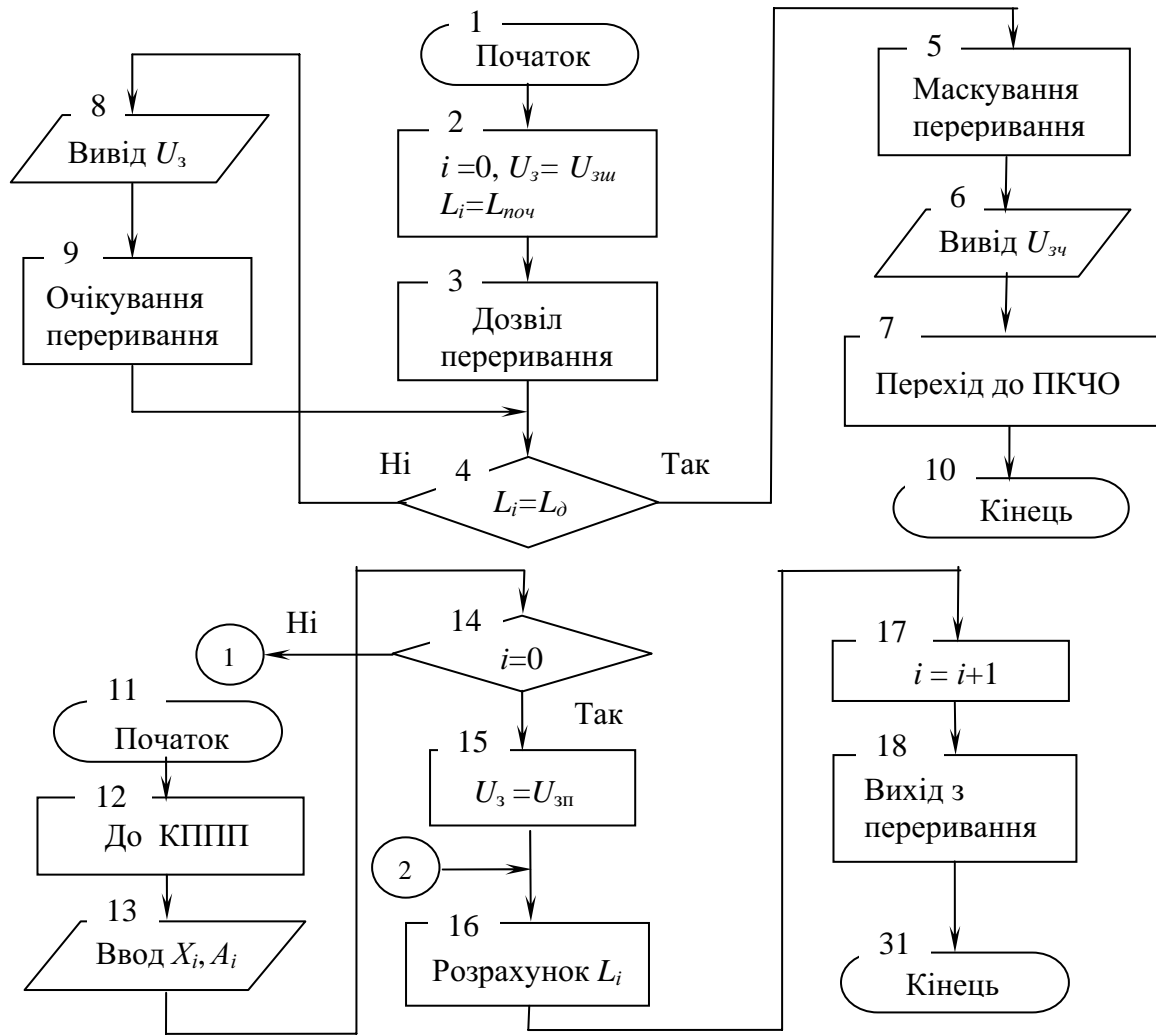 1
Початок
2
i =0, Uз= Uзш
Li=Lпоч
3
Дозвіл
переривання
4
Ні
Так
Li=Lд
5
Маскування
переривання
6
Вивід Uзч
7
Перехід до ПКЧО
10
Кінець
8
Вивід Uз
9
Очікування
переривання
11
Початок
12
До КППП
13
Ввод Xi, Ai
14
Ні
1
i=0
Так
15
Uз =Uзп
2
16
Розрахунок Li
17
i = i+1
18
Вихід з
переривання
31
Кінець